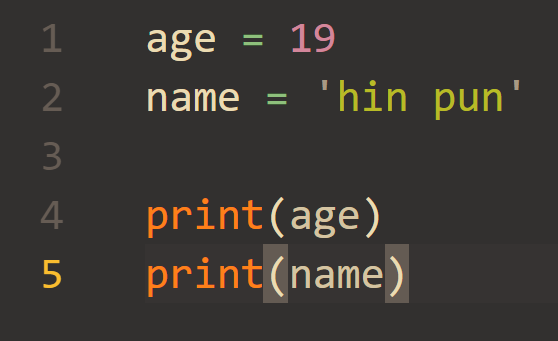 1 age = 19
2 name = 'hin pun'
3
4 print(age)
5 print(name)